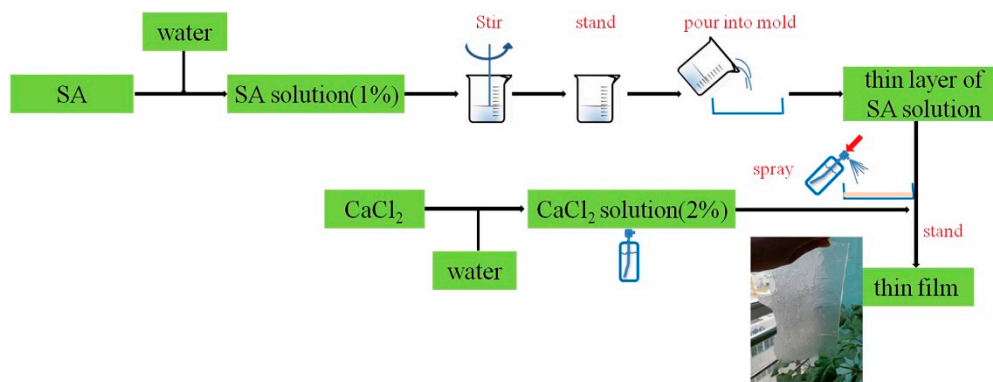 water
Stir
stand
pour into mold
SA
SA solution(1%)
thin layer of
SA solution
spray
CaCl₂
CaCl₂ solution(2%)
stand
water
thin film